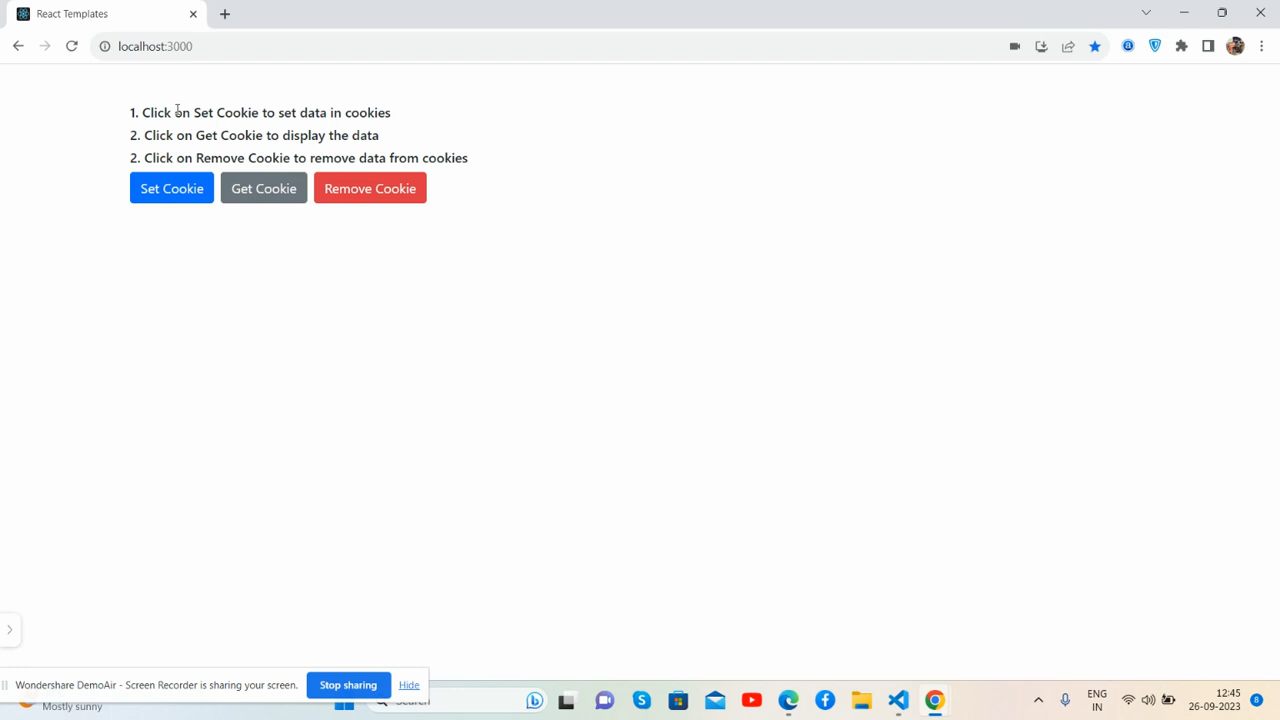 React Templates
localhost:3000
1. Click on Set Cookie to set data in cookies
2. Click on Get Cookie to display the data
2. Click on Remove Cookie to remove data from cookies
Set Cookie Get Cookie Remove Cookie
Wondershare DemoAir - Screen Recorder is sharing your screen. Stop sharing Hide
Mostly sunny
Search
ENG
IN
12:45
26-09-2023
8